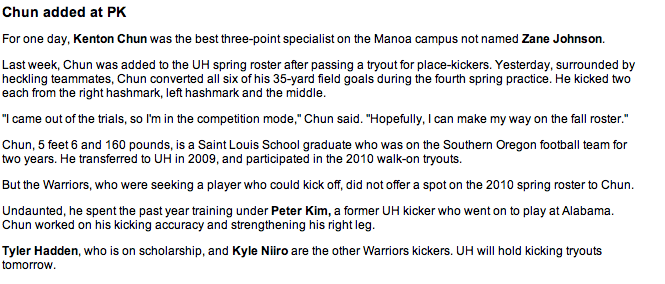 Chun added at PK
For one day, Kenton Chun was the best three-point specialist on the Manoa campus not named Zane Johnson.
Last week, Chun was added to the UH spring roster after passing a tryout for place-kickers. Yesterday, surrounded by
heckling teammates, Chun converted all six of his 35-yard field goals during the fourth spring practice. He kicked two
each from the right hashmark, left hashmark and the middle.
"I came out of the trials, so I'm in the competition mode," Chun said. "Hopefully, I can make my way on the fall roster."
Chun, 5 feet 6 and 160 pounds, is a Saint Louis School graduate who was on the Southern Oregon football team for
two years. He transferred to UH in 2009, and participated in the 2010 walk-on tryouts.
But the Warriors, who were seeking a player who could kick off, did not offer a spot on the 2010 spring roster to Chun.
Undaunted, he spent the past year training under Peter Kim, a former UH kicker who went on to play at Alabama.
Chun worked on his kicking accuracy and strengthening his right leg.
Tyler Hadden, who is on scholarship, and Kyle Niiro are the other Warriors kickers. UH will hold kicking tryouts
tomorrow.